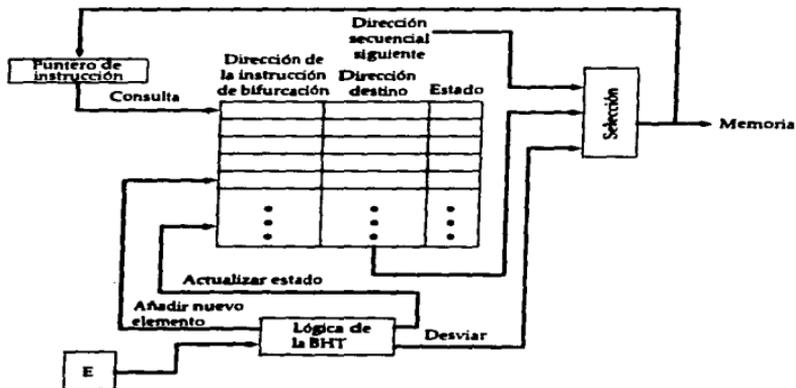 Dirección
secuencial
siguiente
Puntero de
instrucción
Dirección de
la instrucción
de bifurcación
Dirección
destino
Estado
Consulta
Selección
Memoria
Actualizar estado
Añadir nuevo
elemento
Lógica de
la BHT
Desviar
E